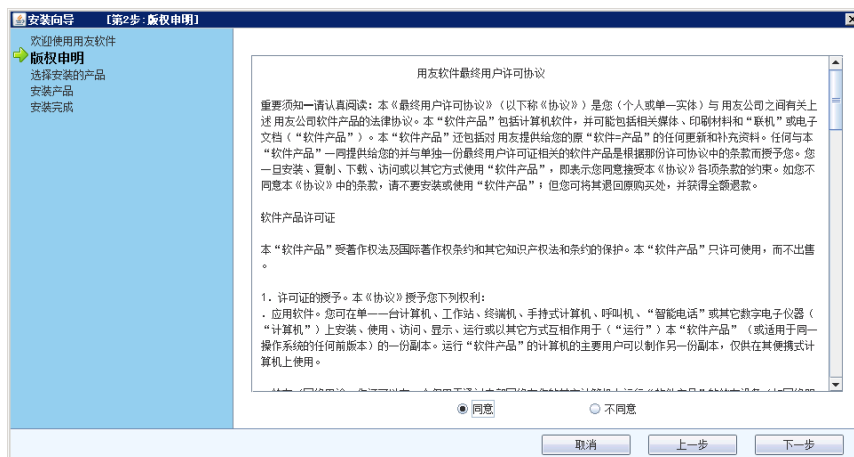 安装向导 [第2步:版权申明]
欢迎使用用友软件
版权申明
选择安装的产品
安装产品
安装完成
用友软件最终用户许可协议
重要须知—请认真阅读：本《最终用户许可协议》（以下称《协议》）是您（个人或单一实体）与 用友公司之间有关上
述 用友公司软件产品的法律协议。本“软件产品”包括计算机软件，并可能包括相关媒体、印刷材料和“联机”或电子
文档（“软件产品”）。本“软件产品”还包括对 用友提供给您的原“软件=产品”的任何更新和补充资料。任何与本
“软件产品”一同提供给您的并与单独一份最终用户许可证相关的软件产品是根据那份许可协议中的条款而授予您。您
一旦安装、复制、下载、访问或以其它方式使用“软件产品”，即表示您同意接受本《协议》各项条款的约束。如您不
同意本《协议》中的条款，请不要安装或使用“软件产品”；但您可将其退回原购买处，并获得全额退款。
软件产品许可证
本“软件产品”受著作权法及国际著作权条约和其它知识产权法和条约的保护。本“软件产品”只许可使用，而不出售
。
1. 许可证的授予。本《协议》授予您下列权利：
. 应用软件。您可在单一一台计算机、工作站、终端机、手持式计算机、呼叫机、“智能电话”或其它数字电子仪器（
“计算机”）上安装、使用、访问、显示、运行或以其它方式互相作用于（“运行”）本“软件产品”（或适用于同一
操作系统的任何前版本）的一份副本。运行“软件产品”的计算机的主要用户可以制作另一份副本，仅供在其便携式计
算机上使用。
同意 不同意
取消 上一步 下一步